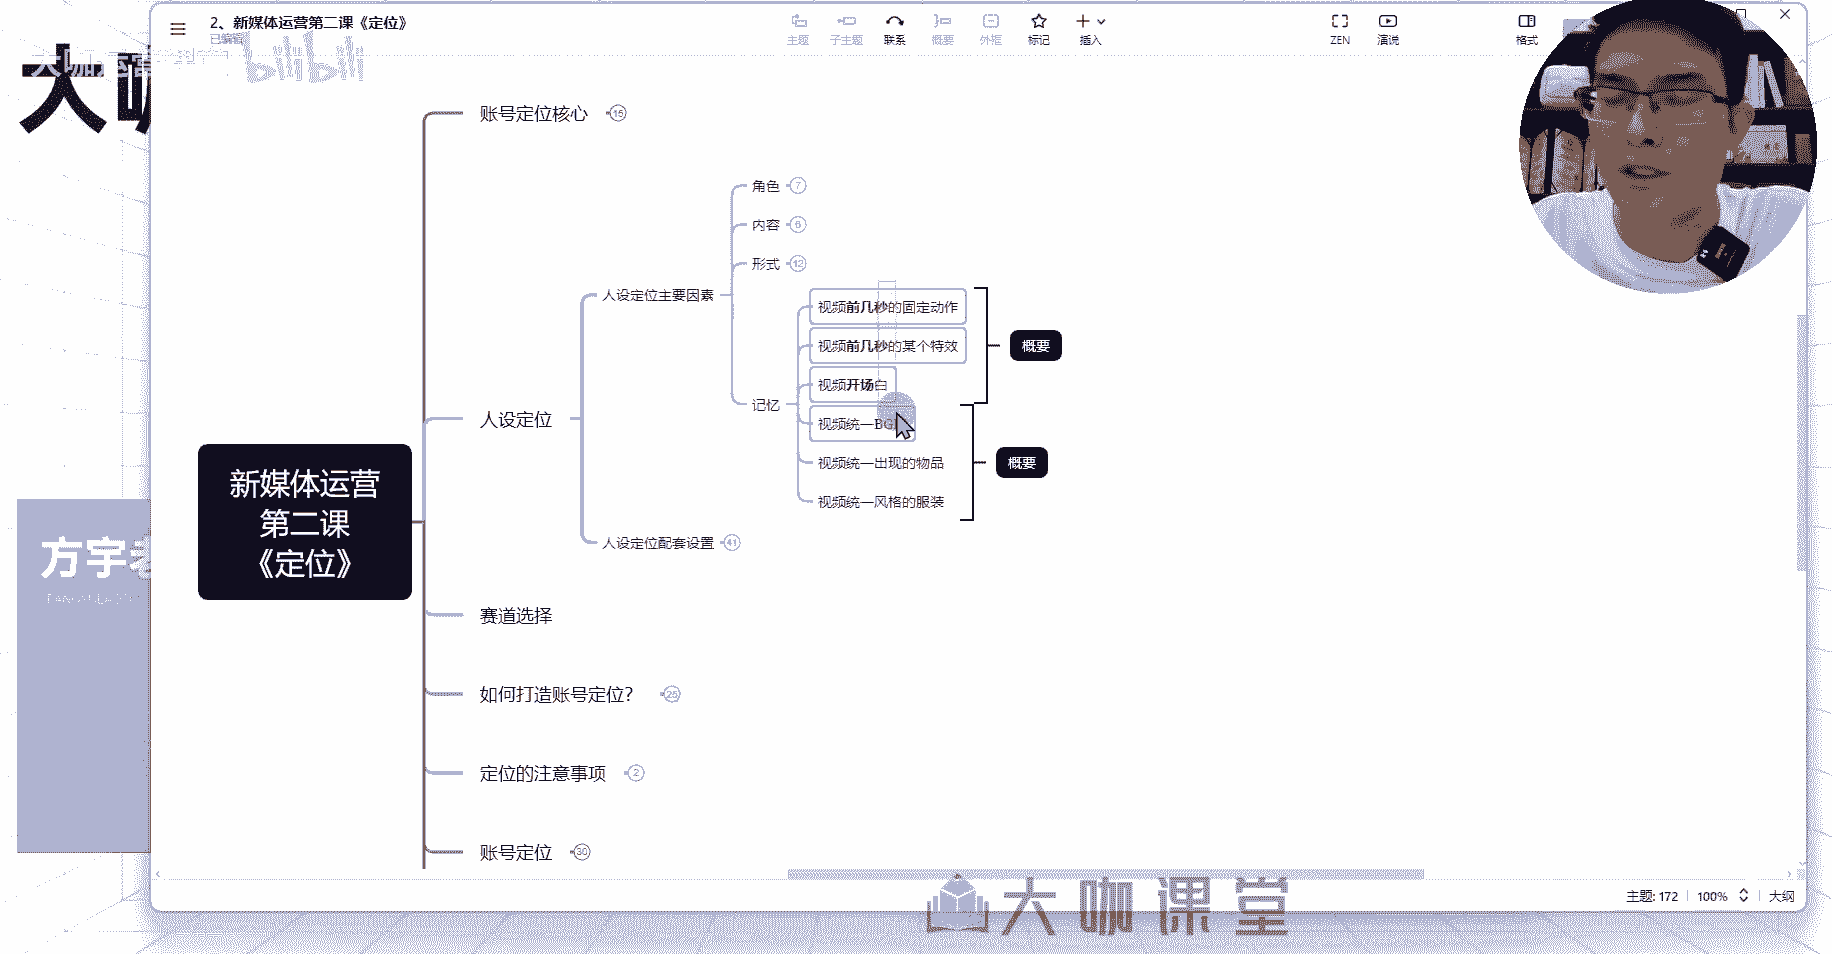 2、新媒体运营第二课《定位》
已编辑
主题
子主题
联系
概要
外框
标记
插入
ZEN
演说
格式
大咖运营
bilibili
大咖
账号定位核心
15
角色
7
内容
6
形式
12
人设定位主要因素
视频前几秒的固定动作
视频前几秒的某个特效
概要
视频开场白
记忆
人设定位
视频统一BG
视频统一出现的物品
概要
视频统一风格的服装
新媒体运营
第二课
《定位》
人设定位配套设置
41
方宇老
赛道选择
如何打造账号定位？
25
定位的注意事项
2
账号定位
30
主题: 172
100%
大纲
大咖课堂